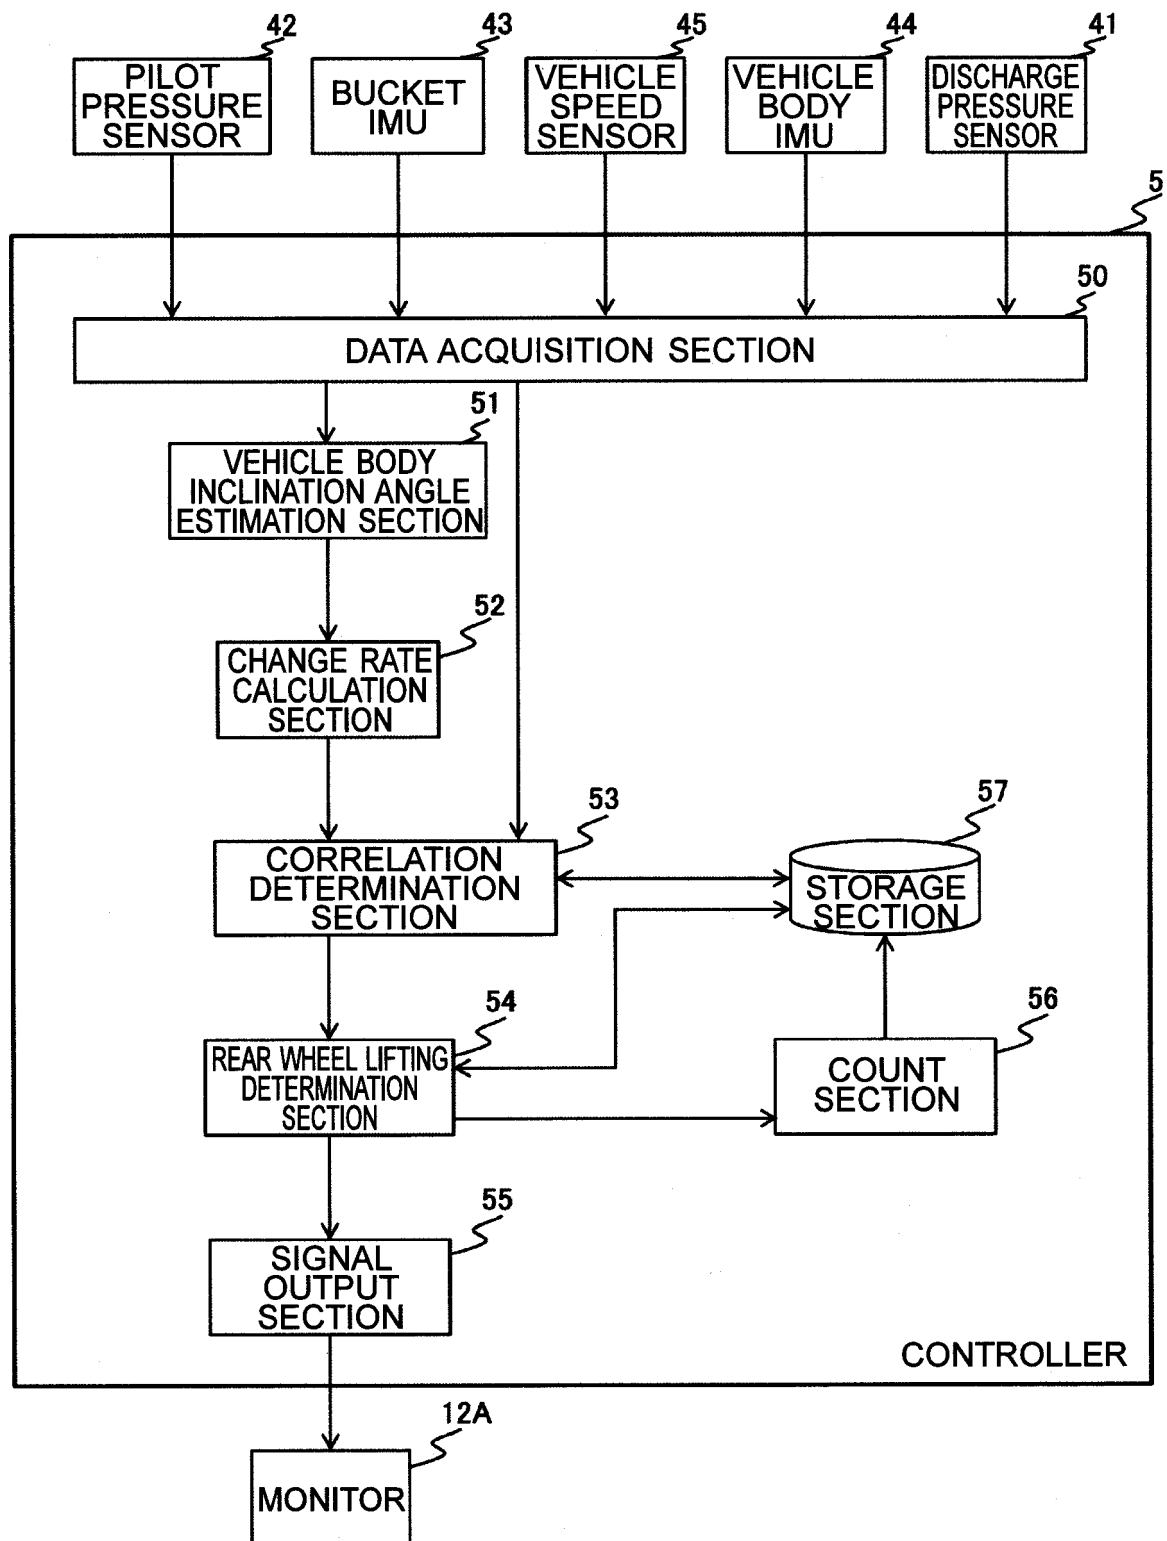 42
43
45
44
41
PILOT
PRESSURE
SENSOR
BUCKET
IMU
VEHICLE
SPEED
SENSOR
VEHICLE
BODY
IMU
DISCHARGE
PRESSURE
SENSOR
5
50
DATA ACQUISITION SECTION
51
VEHICLE BODY
INCLINATION ANGLE
ESTIMATION SECTION
52
CHANGE RATE
CALCULATION
SECTION
53
CORRELATION
DETERMINATION
SECTION
57
STORAGE
SECTION
54
REAR WHEEL LIFTING
DETERMINATION
SECTION
56
COUNT
SECTION
55
SIGNAL
OUTPUT
SECTION
CONTROLLER
12A
MONITOR